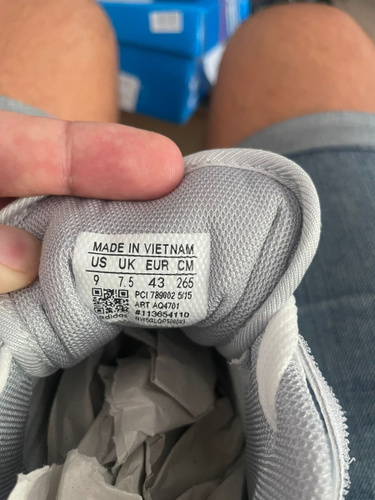 MADE IN VIETNAM
US UK EUR CM
9 7.5 43 265
PCI 789002 5/15
ART AQ4701
#113654110
adidas